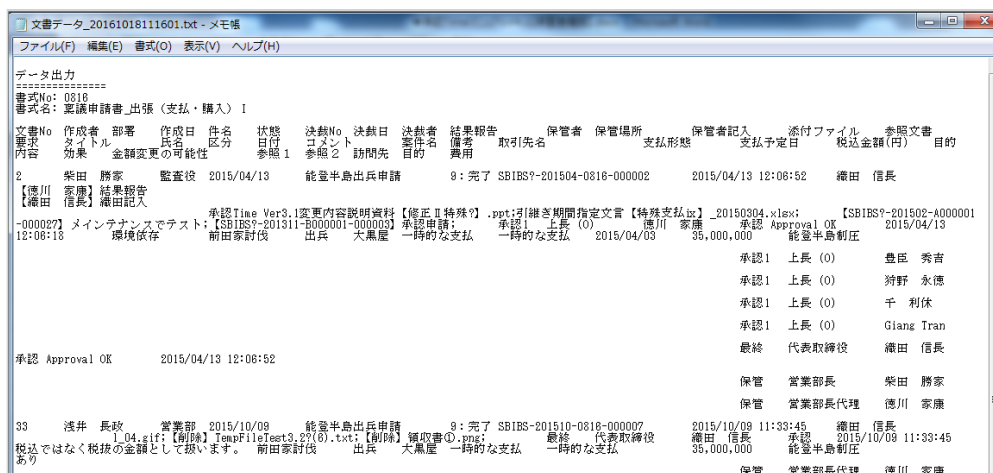 文書データ_20161018111601.txt - メモ帳
ファイル(F) 編集(E) 書式(O) 表示(V) ヘルプ(H)
データ出力
===============
書式No: 0816
書式名: 稟議申請書_出張（支払・購入）Ｉ
文書No 作成者 部署 作成日 件名 状態 決裁No 決裁日 決裁者 結果報告 保管者 保管場所 保管者記入 添付ファイル 参照文書
要求 タイトル 氏名 区分 日付 コメント 案件名 備考 取引先名 支払形態 支払予定日 税込金額(円) 目的
内容 効果 金額変更の可能性 参照１ 参照２ 訪問先 目的 費用
2 柴田 勝家 監査役 2015/04/13 能登半島出兵申請 9：完了 SBIBS?-201504-0816-000002 2015/04/13 12:06:52 織田 信長
【徳川 家康】結果報告
【織田 信長】織田記入
承認Time Ver3.1変更内容説明資料【修正Ⅱ特殊?】.ppt;引継ぎ期間指定文言【特殊支払ix】_20150304.xlsx; 【SBIBS?-201502-A000001
-000027】メインテナンスでテスト;【SBIBS?-201311-B000001-000003】承認申請; 承認1 上長 (0) 徳川 家康 承認 Approval OK 2015/04/13
12:06:13 環境依存 前田家討伐 出兵 大黒屋 一時的な支払 一時的な支払 2015/04/03 35,000,000 能登半島制圧
承認1 上長 (0) 豊臣 秀吉
承認1 上長 (0) 狩野 永徳
承認1 上長 (0) 千 利休
承認1 上長 (0) Giang Tran
最終 代表取締役 織田 信長
承認 Approval OK 2015/04/13 12:06:52
保管 営業部長 柴田 勝家
保管 営業部長代理 徳川 家康
33 浅井 長政 営業部 2015/10/09 能登半島出兵申請 9：完了 SBIBS?-201510-0816-000007 2015/10/09 11:33:45 織田 信長
1_04.gif;【削除】TempFileTest3.2?(6).txt;【削除】領収書①.png; 最終 代表取締役 織田 信長 承認 2015/10/09 11:33:45
税込ではなく税抜の金額として扱います。 前田家討伐 出兵 大黒屋 一時的な支払 一時的な支払 35,000,000 能登半島制圧
あり
保管 営業部長代理 徳川 家康